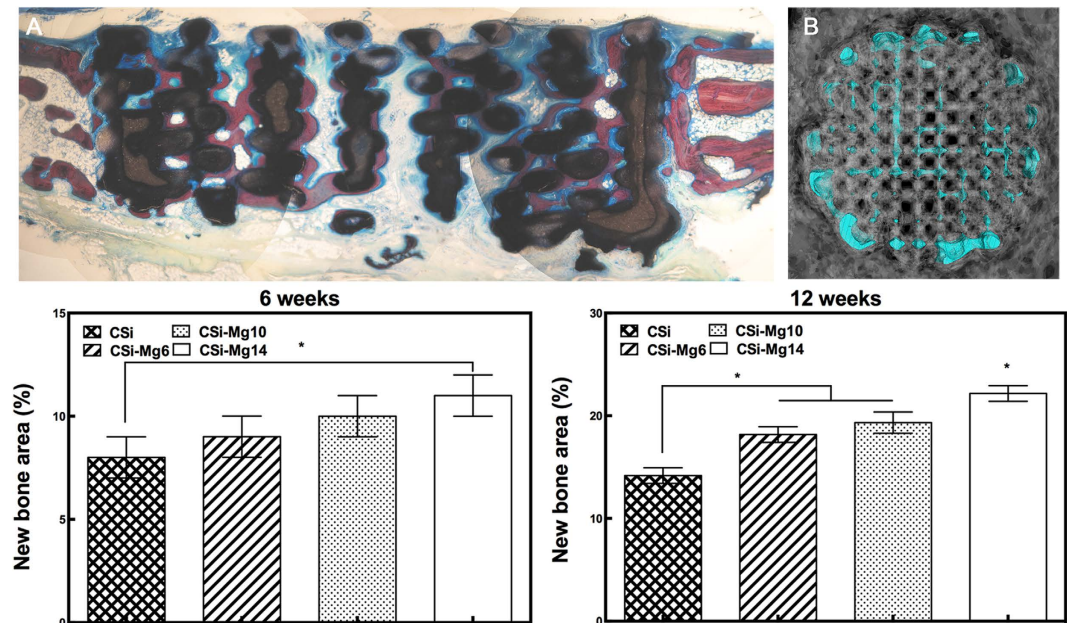 A
B
6 weeks
15
CSi
CSi-Mg10
CSi-Mg6
CSi-Mg14
*
10
5
0
New bone area (%)
12 weeks
30
CSi
CSi-Mg10
CSi-Mg6
CSi-Mg14
*
*
20
10
0
New bone area (%)